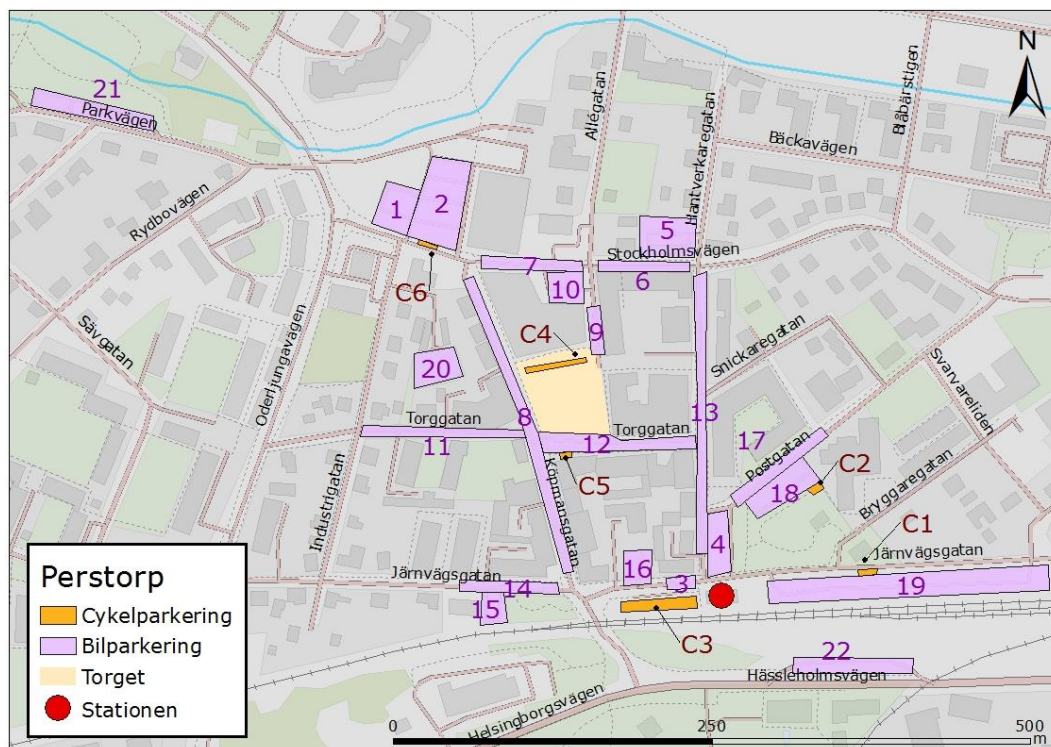 N
21
Parkvägen
Allégatan
Hantverkaregatan
Blåbärstigen
Bäckavägen
Rydbovägen
1
2
5
Stockholmsvägen
7
6
10
C6
C4
9
Sävgatan
Oderljungavägen
20
Snickaregatan
Svarvareliden
Torggatan
8
Torggatan
13
11
12
17
Postgatan
18
C2
C5
Industrigatan
Köpmansgatan
Bryggaregatan
C1
4
Järnvägsgatan
Järnvägsgatan
14
16
3
19
15
C3
22
Hässleholmsvägen
Helsingborgsvägen
Perstorp
Cykelparkering
Bilparkering
Torget
Stationen
0
250
500
m